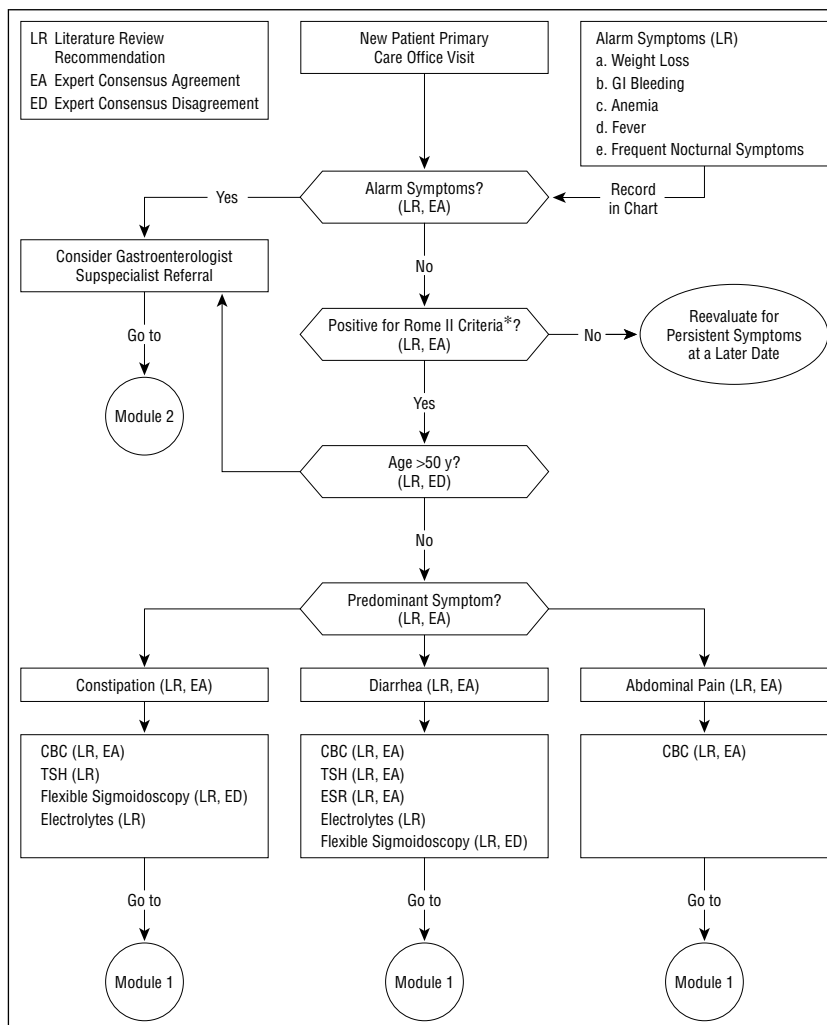 LR Literature Review
Recommendation
EA Expert Consensus Agreement
ED Expert Consensus Disagreement
New Patient Primary
Care Office Visit
Alarm Symptoms (LR)
a. Weight Loss
b. GI Bleeding
c. Anemia
d. Fever
e. Frequent Nocturnal Symptoms
Yes
Alarm Symptoms?
(LR, EA)
Record
in Chart
Consider Gastroenterologist
Supspecialist Referral
No
Go to
Positive for Rome II Criteria*?
(LR, EA)
No
Reevaluate for
Persistent Symptoms
at a Later Date
Module 2
Yes
Age >50 y?
(LR, ED)
No
Predominant Symptom?
(LR, EA)
Constipation (LR, EA)
Diarrhea (LR, EA)
Abdominal Pain (LR, EA)
CBC (LR, EA)
TSH (LR)
Flexible Sigmoidoscopy (LR, ED)
Electrolytes (LR)
CBC (LR, EA)
TSH (LR, EA)
ESR (LR, EA)
Electrolytes (LR)
Flexible Sigmoidoscopy (LR, ED)
CBC (LR, EA)
Go to
Go to
Go to
Module 1
Module 1
Module 1